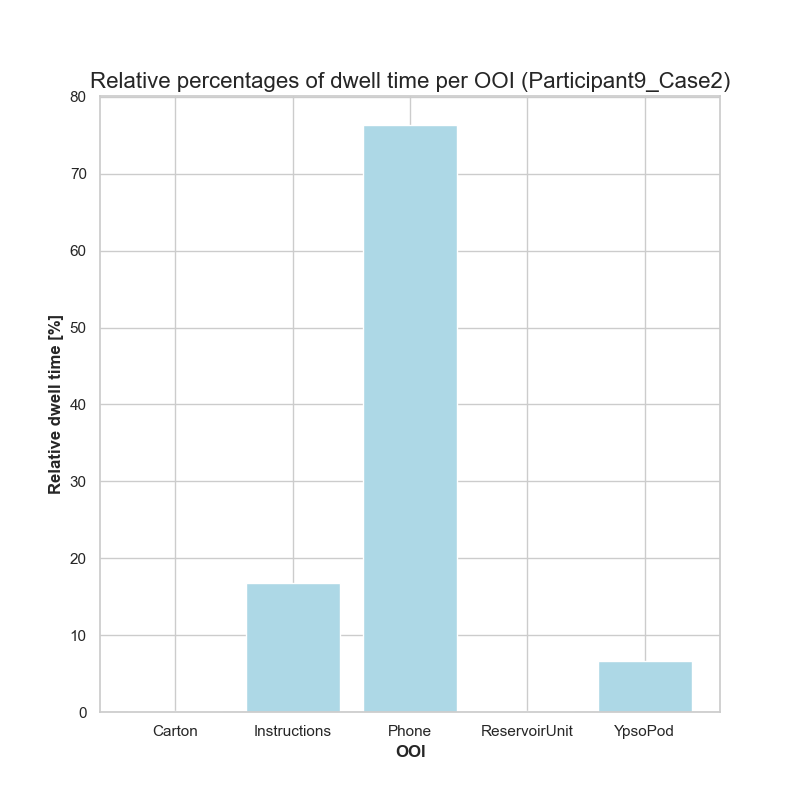 Relative percentages of dwell time per OOI (Participant9_Case2)
80
70
60
50
40
30
20
10
0
Relative dwell time [%]
Carton Instructions Phone ReservoirUnit YpsoPod
OOI